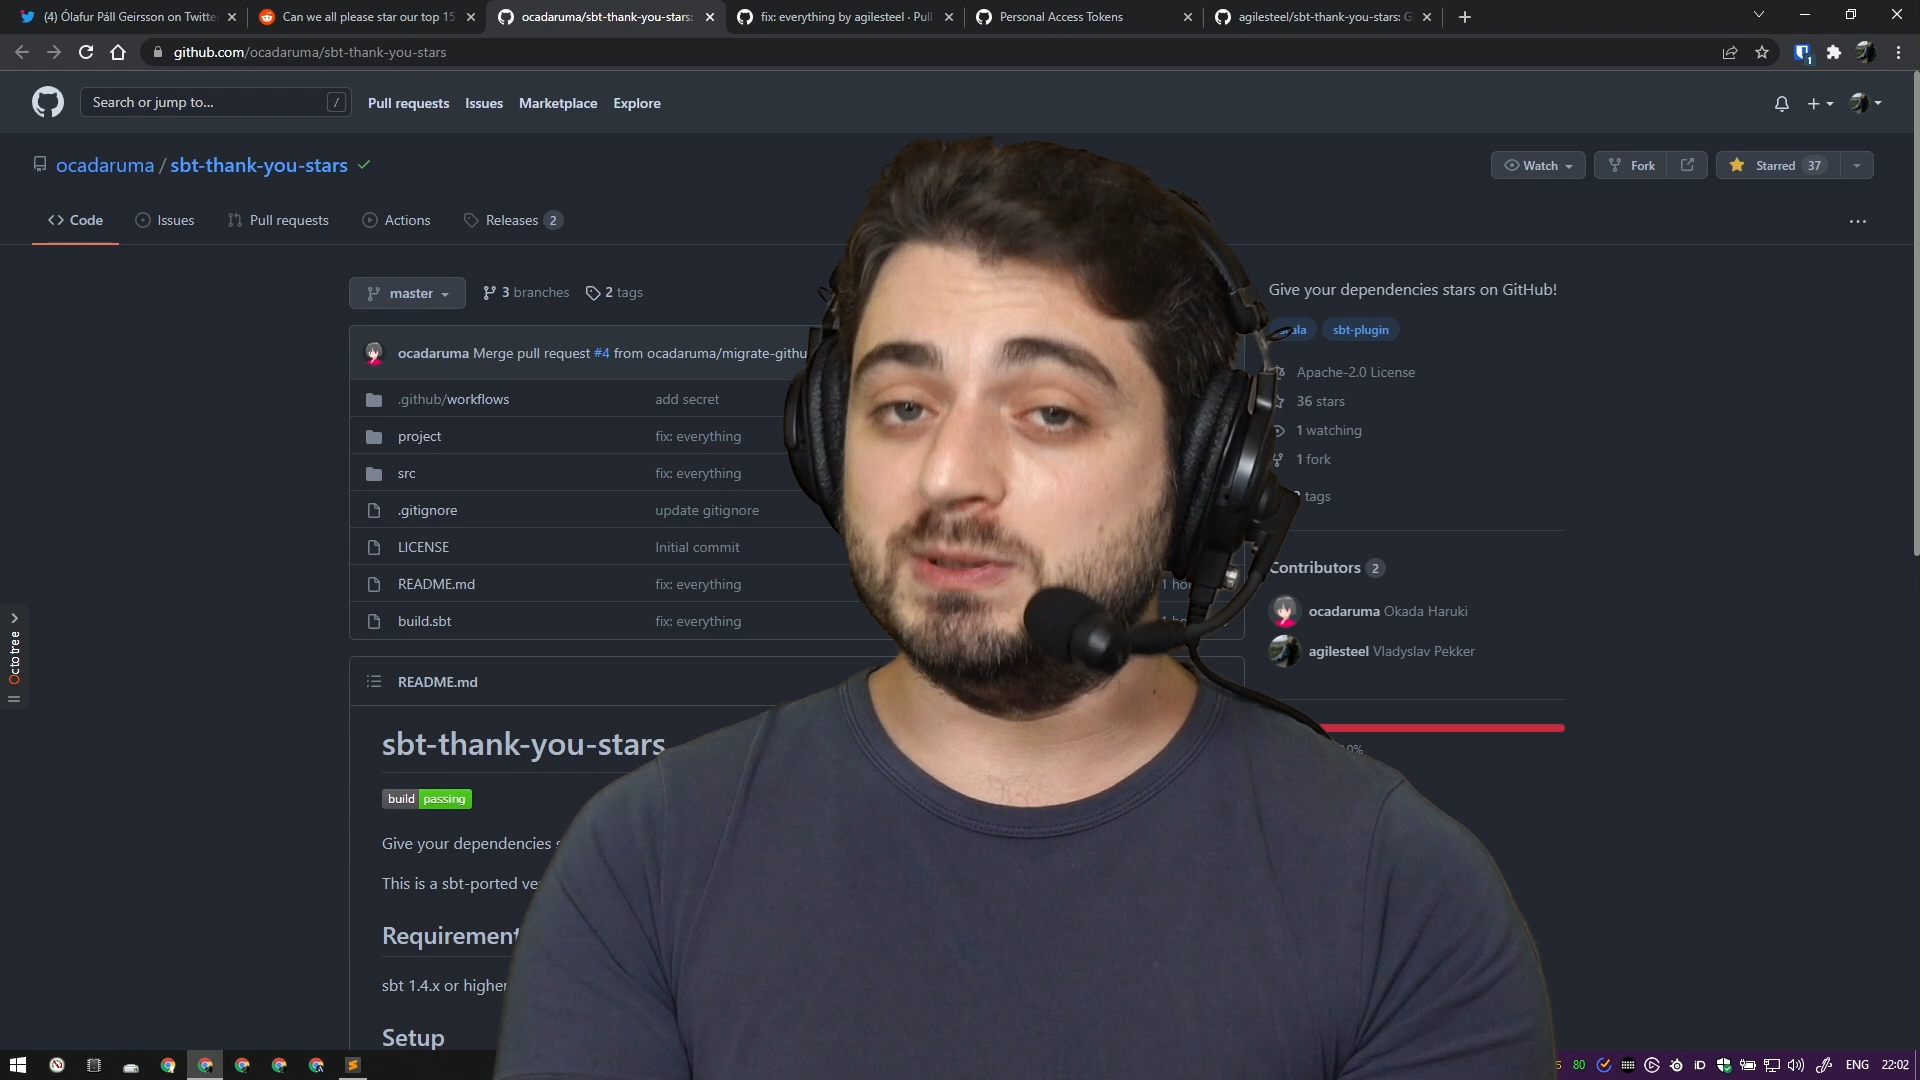 (4) Ólafur Páll Geirsson on Twitte
Can we all please star our top 15
ocadaruma/sbt-thank-you-stars:
fix: everything by agilesteel · Pull
Personal Access Tokens
agilesteel/sbt-thank-you-stars: G
github.com/ocadaruma/sbt-thank-you-stars
1
Search or jump to...
/
Pull requests
Issues
Marketplace
Explore
ocadaruma / sbt-thank-you-stars
Watch
Fork
Starred 37
Code
Issues
Pull requests
Actions
Releases 2
master
3 branches
2 tags
Give your dependencies stars on GitHub!
sbt-plugin
ocadaruma Merge pull request #4 from ocadaruma/migrate-githu
Apache-2.0 License
.github/workflows add secret
36 stars
1 watching
project fix: everything
1 fork
src fix: everything
tags
.gitignore update gitignore
LICENSE Initial commit
Contributors 2
README.md fix: everything 1 ho
ocadaruma Okada Haruki
build.sbt fix: everything
agilesteel Vladyslav Pekker
Octotree
README.md
sbt-thank-you-stars
build passing
Give your dependencies
This is a sbt-ported ve
Requirement
sbt 1.4.x or higher
Setup
80
iD
ENG
22:02